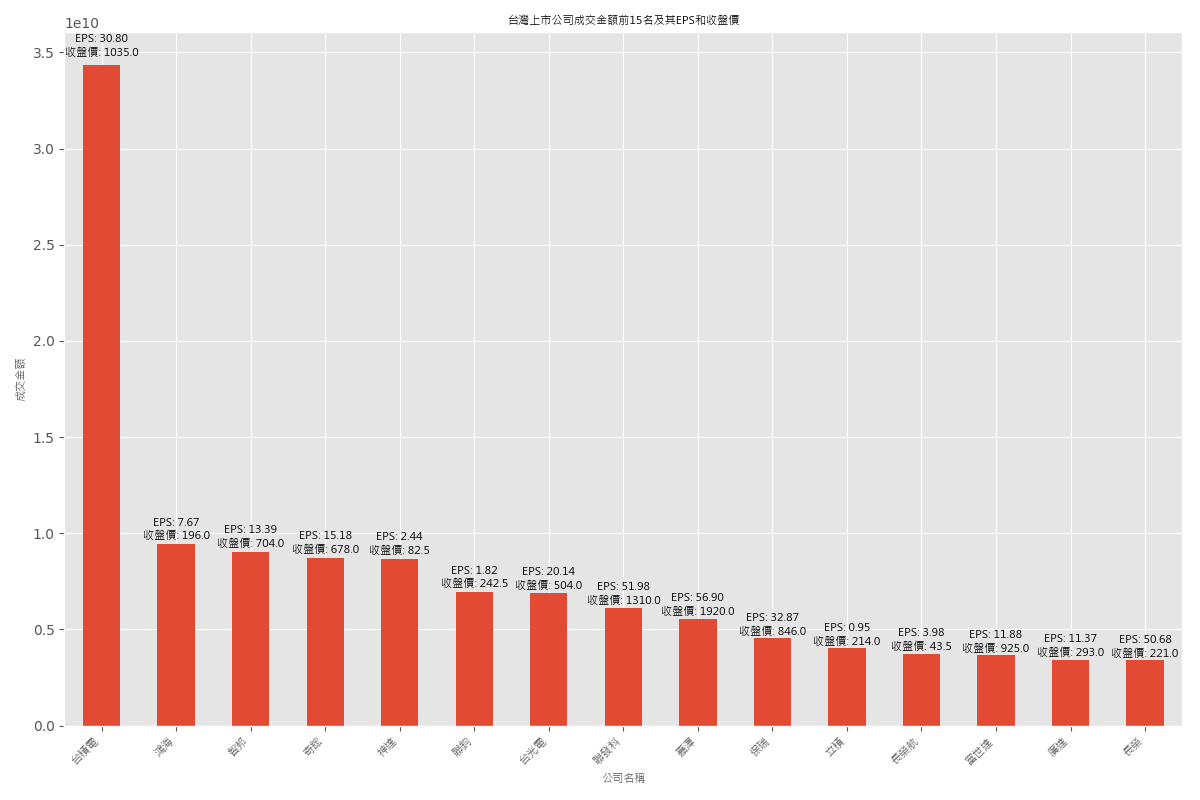 台灣上市公司成交金額前15名及其EPS和收盤價
1e10
3.5
3.0
2.5
2.0
1.5
1.0
0.5
0.0
成交金額
EPS: 30.80
收盤價: 1035.0
EPS: 7.67
收盤價: 196.0
EPS: 13.39
收盤價: 704.0
EPS: 15.18
收盤價: 678.0
EPS: 2.44
收盤價: 82.5
EPS: 1.82
收盤價: 242.5
EPS: 20.14
收盤價: 504.0
EPS: 51.98
收盤價: 1310.0
EPS: 56.90
收盤價: 1920.0
EPS: 32.87
收盤價: 846.0
EPS: 0.95
收盤價: 214.0
EPS: 3.98
收盤價: 43.5
EPS: 11.88
收盤價: 925.0
EPS: 11.37
收盤價: 293.0
EPS: 50.68
收盤價: 221.0
台積電
鴻海
智邦
奇鋐
神達
聯鈞
台光電
聯發科
嘉澤
保瑞
立積
長榮航
富世達
廣達
長榮
公司名稱